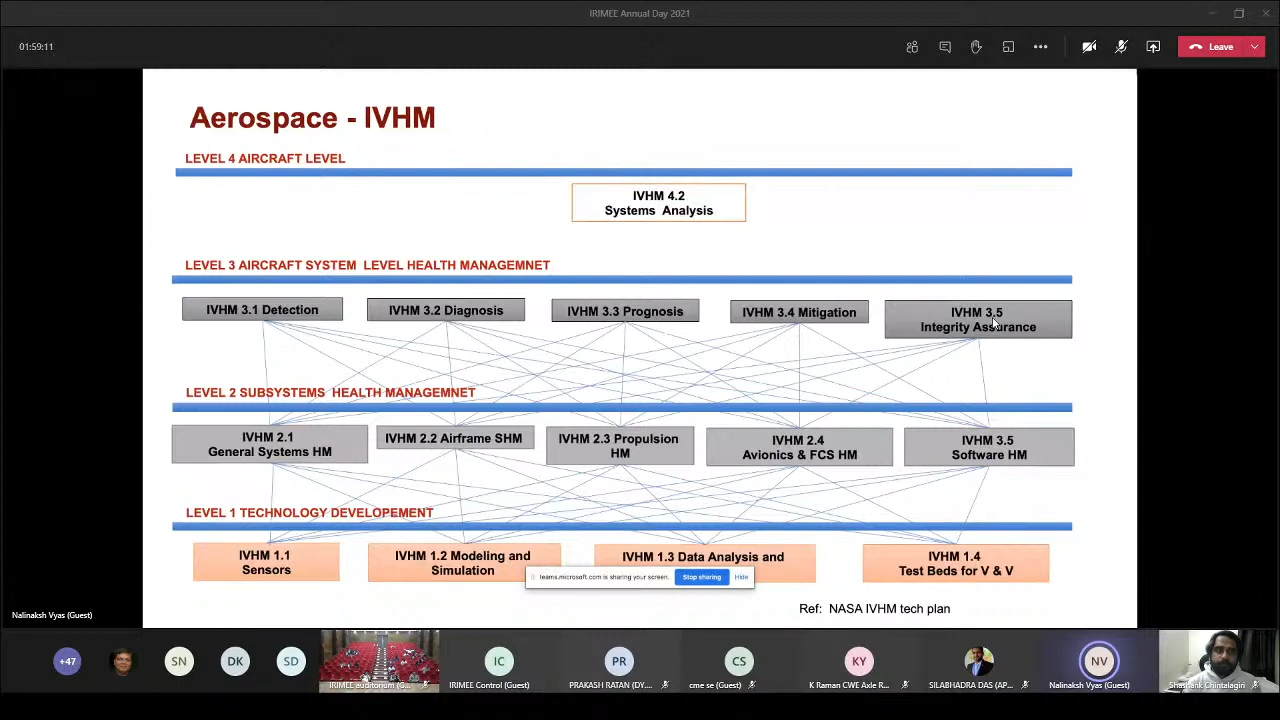 IRIMEE Annual Day 2021
01:59:11
Leave
Aerospace - IVHM
LEVEL 4 AIRCRAFT LEVEL
IVHM 4.2
Systems Analysis
LEVEL 3 AIRCRAFT SYSTEM LEVEL HEALTH MANAGEMNET
IVHM 3.1 Detection
IVHM 3.2 Diagnosis
IVHM 3.3 Prognosis
IVHM 3.4 Mitigation
IVHM 3.5
Integrity Assurance
LEVEL 2 SUBSYSTEMS HEALTH MANAGEMNET
IVHM 2.1
General Systems HM
IVHM 2.2 Airframe SHM
IVHM 2.3 Propulsion
HM
IVHM 2.4
Avionics & FCS HM
IVHM 3.5
Software HM
LEVEL 1 TECHNOLOGY DEVELOPEMENT
IVHM 1.1
Sensors
IVHM 1.2 Modeling and
Simulation
IVHM 1.3 Data Analysis and
IVHM 1.4
Test Beds for V & V
teams.microsoft.com is sharing your screen.
Stop sharing
Hide
Ref: NASA IVHM tech plan
Nalinaksh Vyas (Guest)
+47
SN
DK
SD
IC
PR
CS
KY
NV
IRIMEE auditorium (G...
IRIMEE Control (Guest)
PRAKASH RATAN (DY...
cme se (Guest)
K Raman CWE Axle R...
SILABHADRA DAS (AP...
Nalinaksh Vyas (Guest)
Shashank Chintalagiri